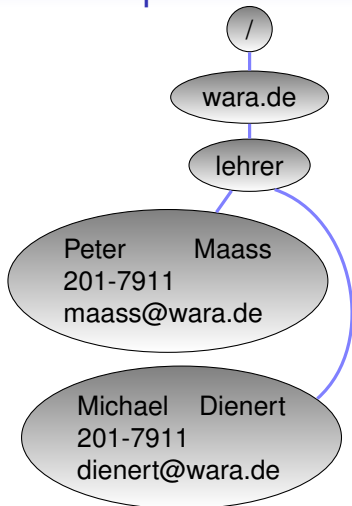 /
wara.de
lehrer
Peter Maass
201-7911
maass@wara.de
Michael Dienert
201-7911
dienert@wara.de